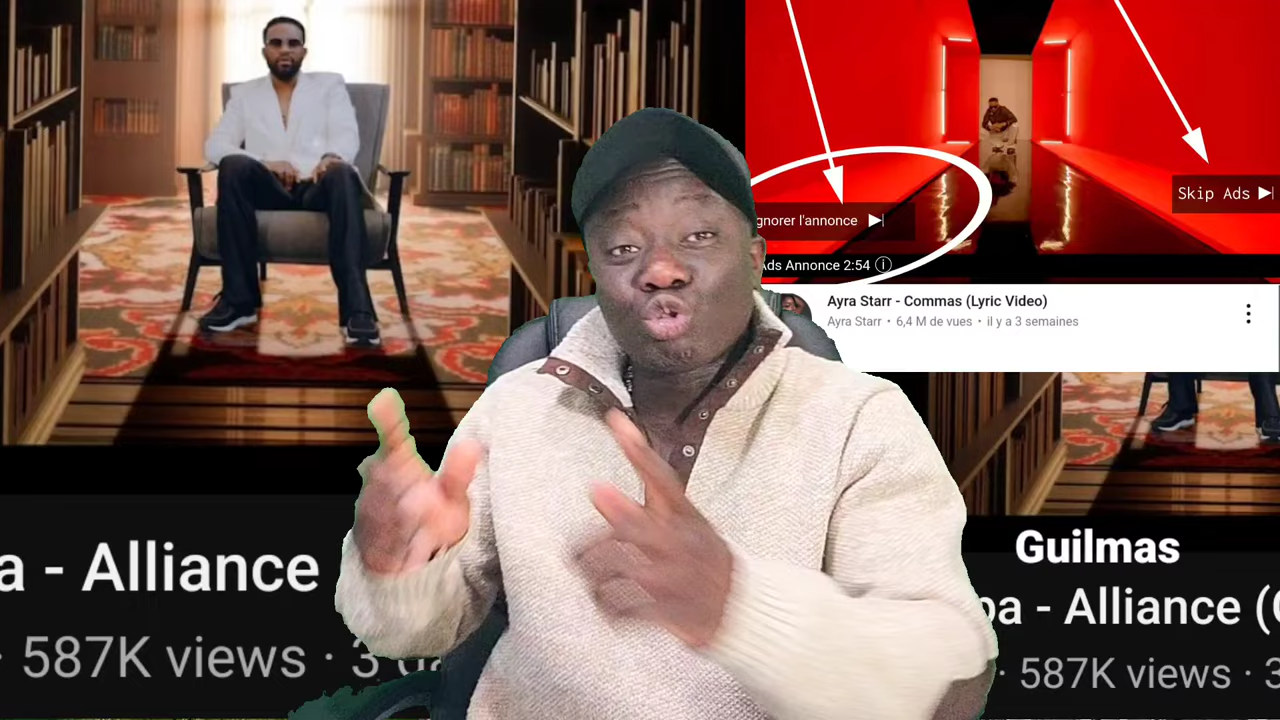 a - Alliance
· 587K views · 3 da
gnorer l'annonce
Ads Annonce 2:54
Skip Ads
Ayra Starr - Commas (Lyric Video)
Ayra Starr • 6,4 M de vues • il y a 3 semaines
Guilmas
pa - Alliance (
· 587K views · 3